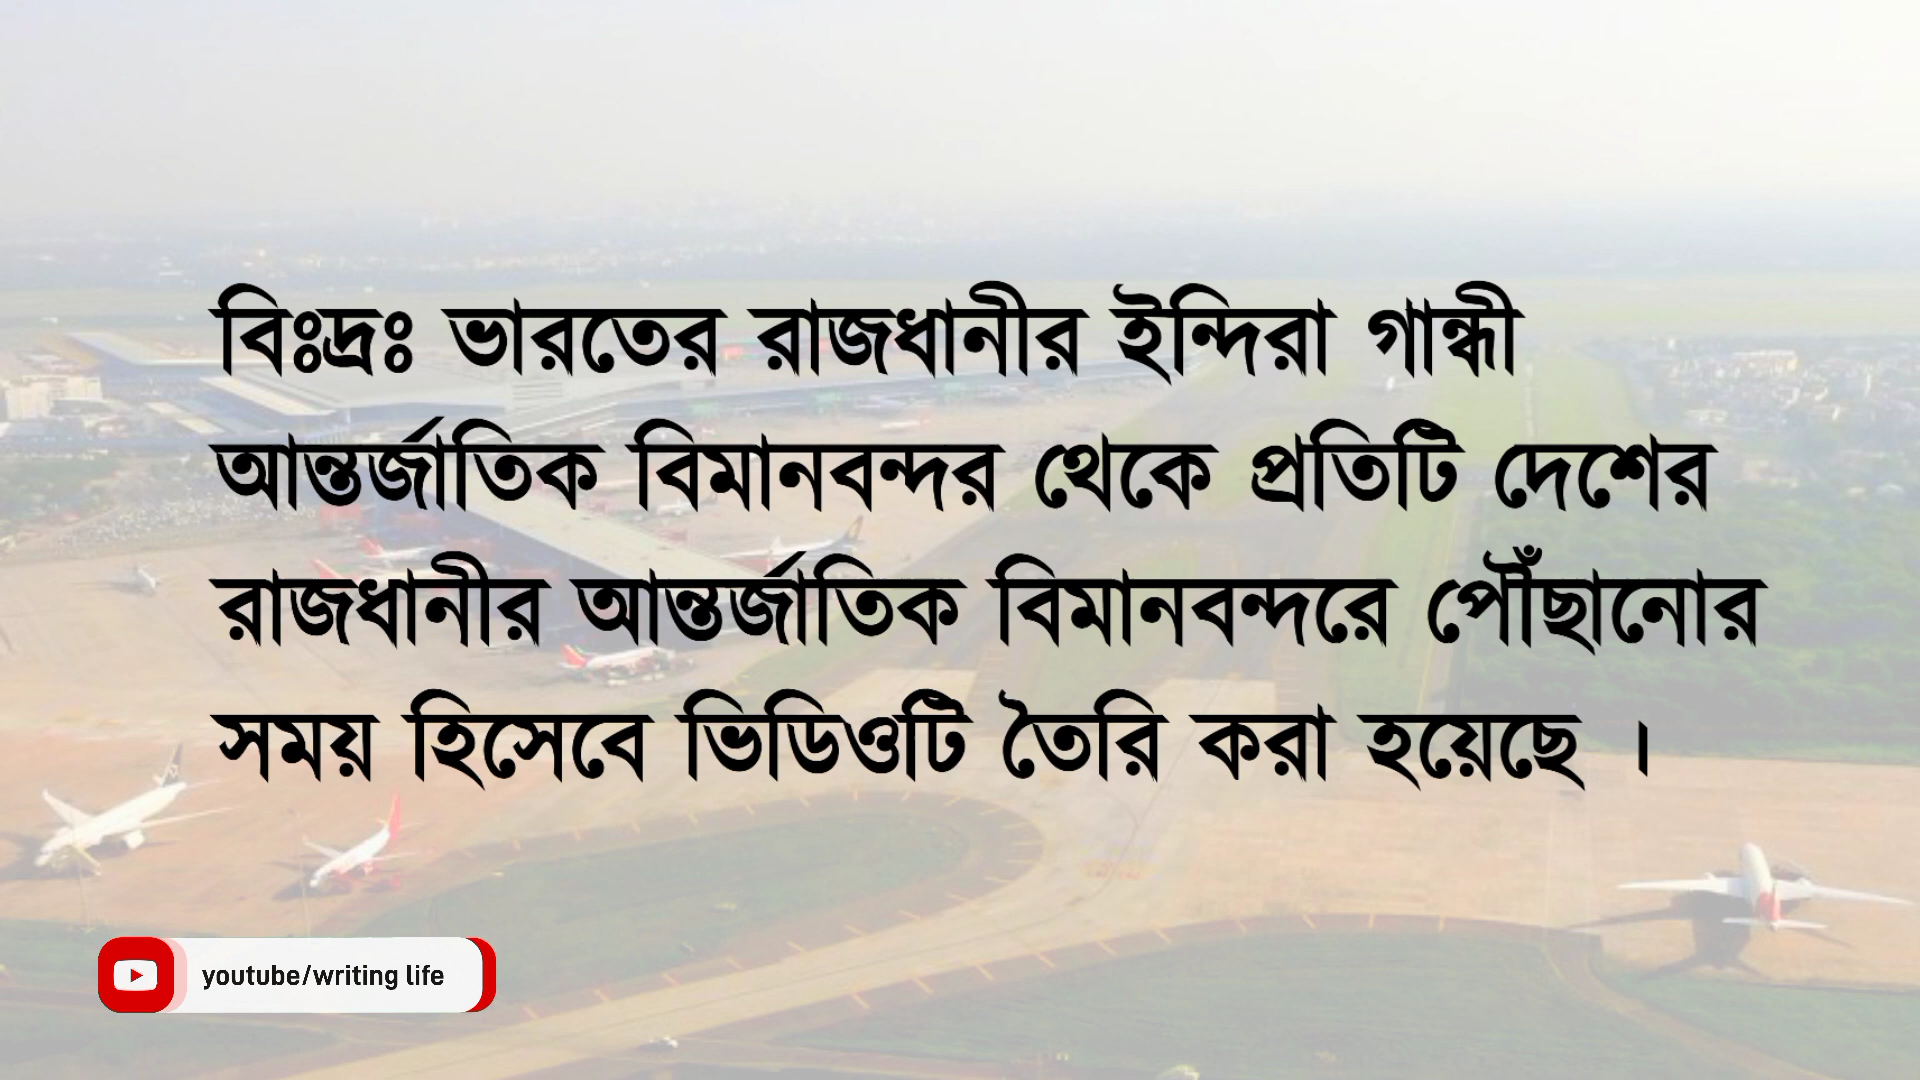 বিঃদ্রঃ ভারতের রাজধানীর ইন্দিরা গান্ধী
আন্তর্জাতিক বিমানবন্দর থেকে প্রতিটি দেশের
রাজধানীর আন্তর্জাতিক বিমানবন্দরে পৌঁছানোর
সময় হিসেবে ভিডিওটি তৈরি করা হয়েছে ।
youtube/writing life